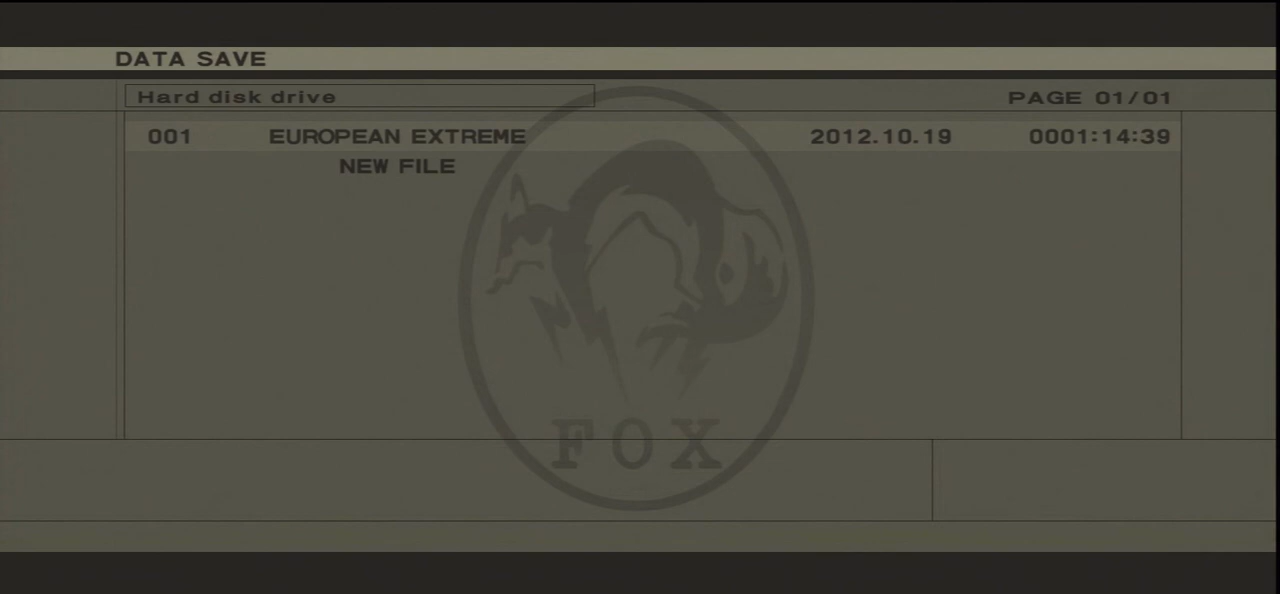 DATA SAVE
Hard disk drive PAGE 01/01
001 EUROPEAN EXTREME 2012.10.19 0001:14:39
NEW FILE
FOX